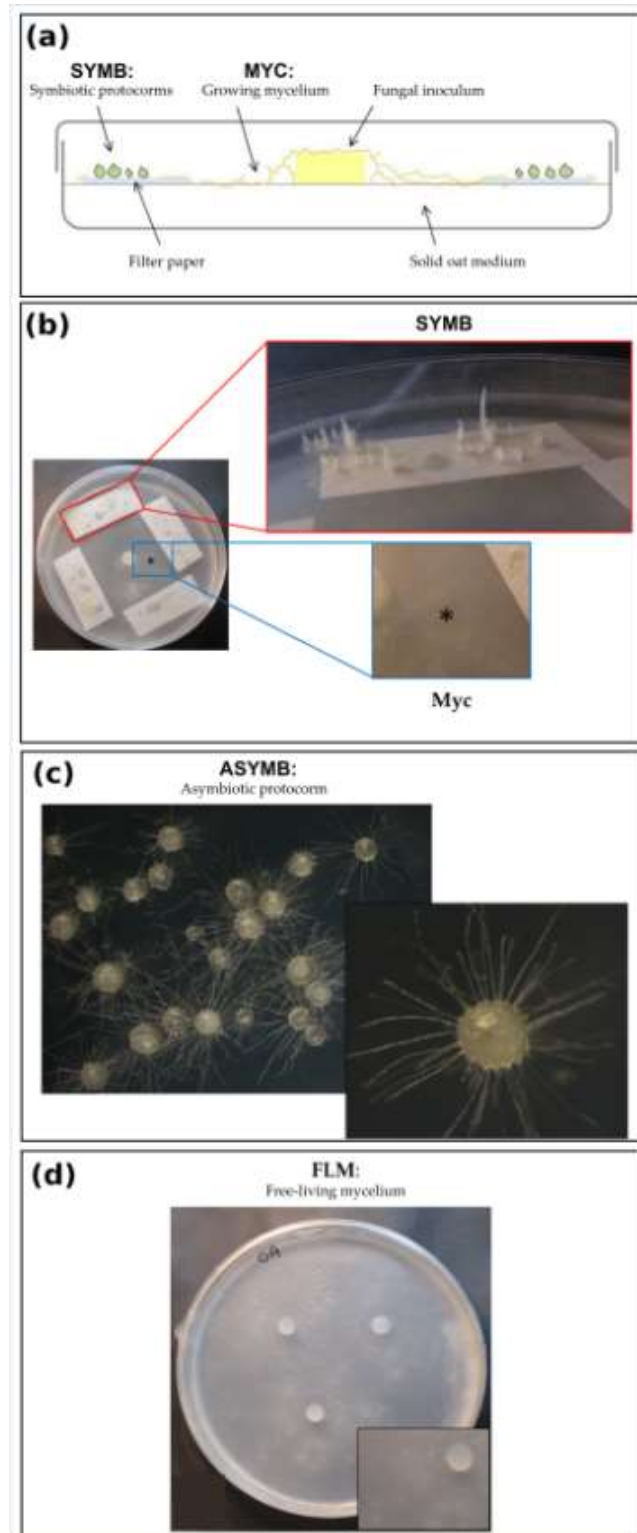 (a)
SYMB:
Symbiotic protocorms
MYC:
Growing mycelium
Fungal inoculum
Filter paper
Solid oat medium
(b)
SYMB
*
*
Myc
(c)
ASYMB:
Asymbiotic protocorm
(d)
FLM:
Free-living mycelium
OA